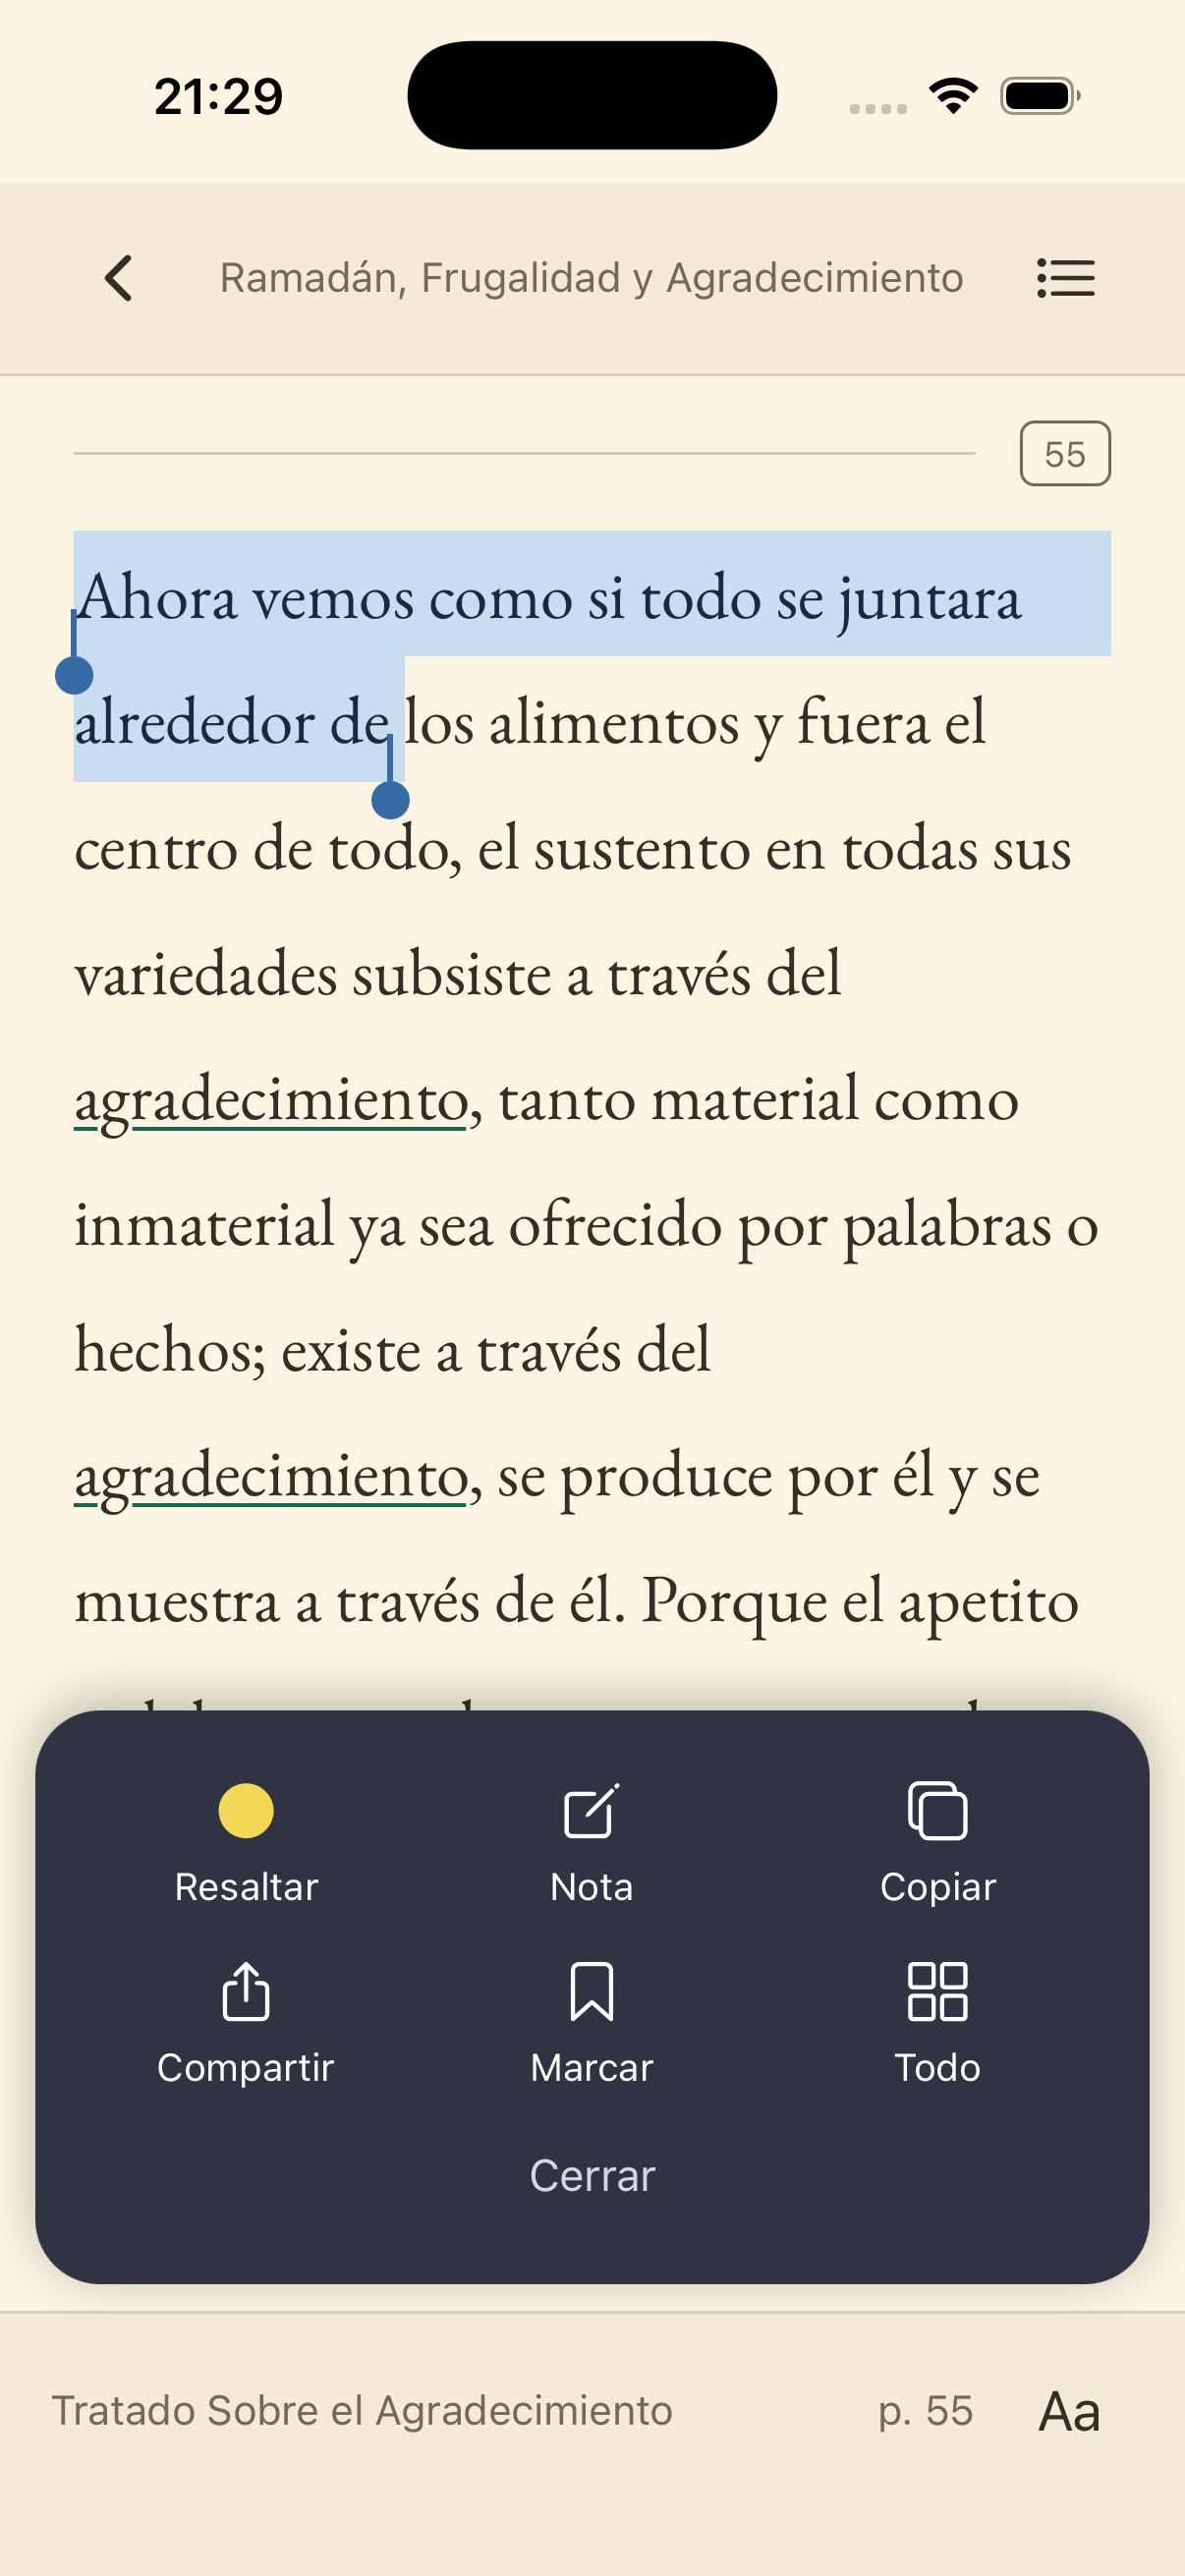 21:29
Ramadán, Frugalidad y Agradecimiento
55
Ahora vemos como si todo se juntara
alrededor de los alimentos y fuera el
centro de todo, el sustento en todas sus
variedades subsiste a través del
agradecimiento, tanto material como
inmaterial ya sea ofrecido por palabras o
hechos; existe a través del
agradecimiento, se produce por él y se
muestra a través de él. Porque el apetito
Resaltar
Nota
Copiar
Compartir
Marcar
Todo
Cerrar
Tratado Sobre el Agradecimiento
p. 55
Aa